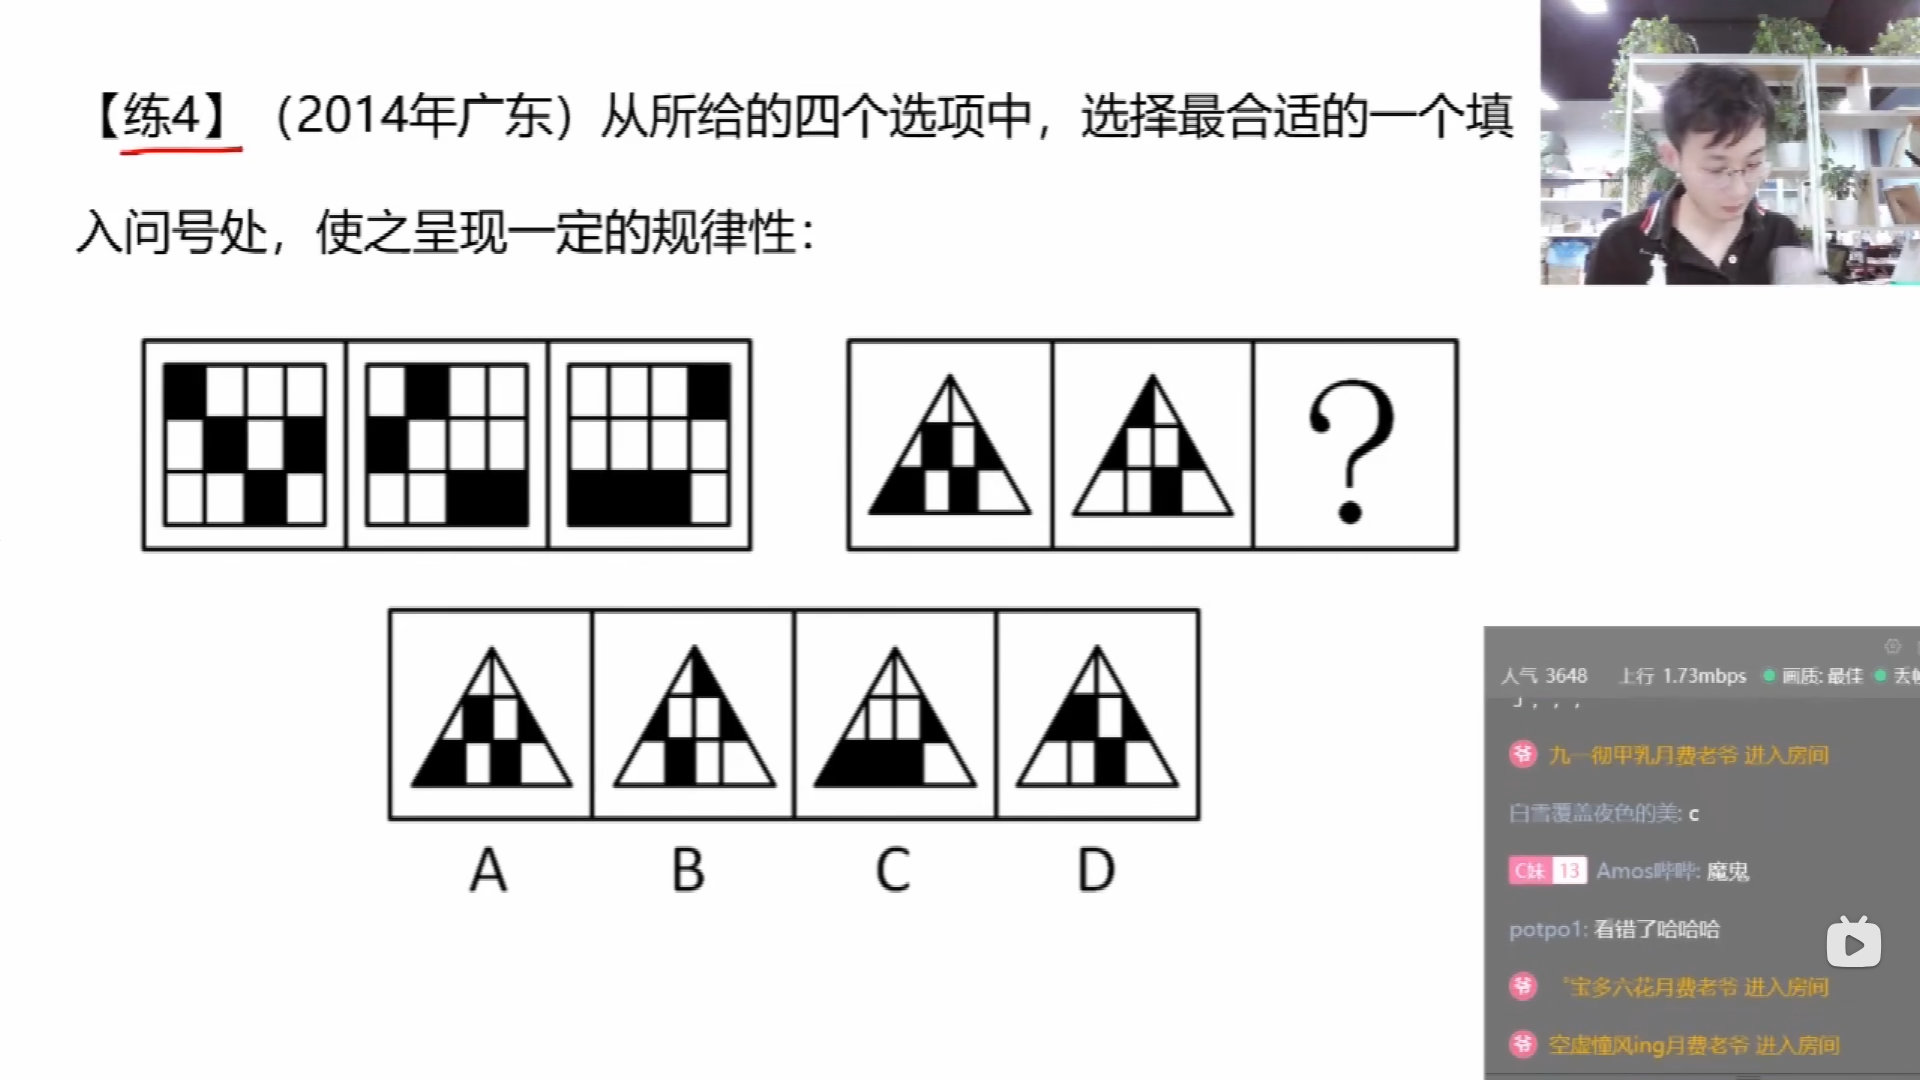 【练4】（2014年广东）从所给的四个选项中，选择最合适的一个填
入问号处，使之呈现一定的规律性：
?
A B C D
人气 3648 上行 1.73mbps 画质: 最佳
爷 九一彻甲乳月费老爷 进入房间
白雪覆盖夜色的美: c
C妹 13 Amos哔哔: 魔鬼
potpo1: 看错了哈哈哈
爷 宝多六花月费老爷 进入房间
爷 空虚憧风ing月费老爷 进入房间